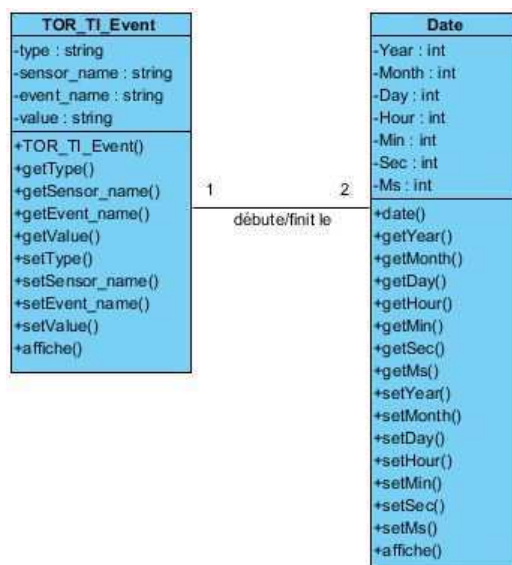 TOR_TI_Event
-type : string
-sensor_name : string
-event_name : string
-value : string
+TOR_TI_Event()
+getType()
+getSensor_name()
+getEvent_name()
+getValue()
+setType()
+setSensor_name()
+setEvent_name()
+setValue()
+affiche()
1
2
débute/finit le
Date
-Year : int
-Month : int
-Day : int
-Hour : int
-Min : int
-Sec : int
-Ms : int
+date()
+getYear()
+getMonth()
+getDay()
+getHour()
+getMin()
+getSec()
+getMs()
+setYear()
+setMonth()
+setDay()
+setHour()
+setMin()
+setSec()
+setMs()
+affiche()